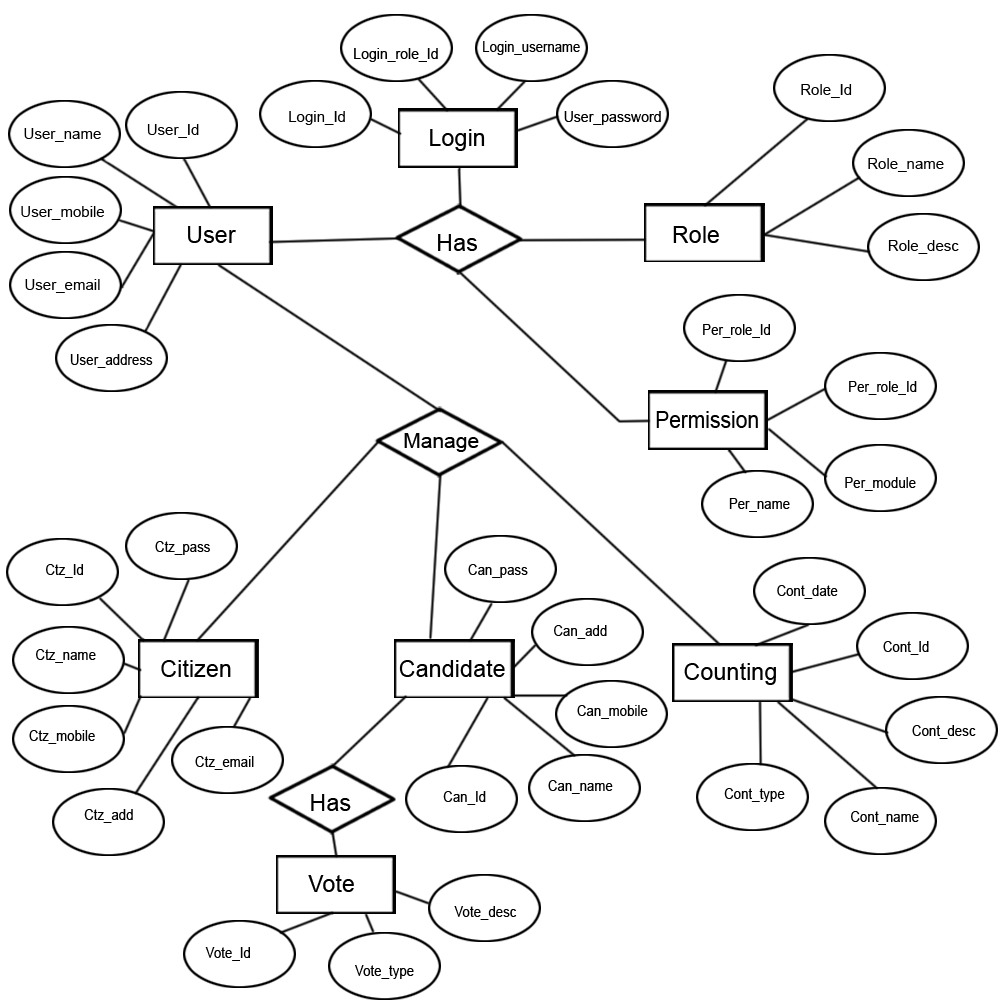 Login_role_Id
Login_username
Login_Id
User_password
Login
Role_Id
User_name
User_Id
Role_name
User_mobile
User
Has
Role
Role_desc
User_email
User_address
Per_role_Id
Per_role_Id
Permission
Manage
Per_module
Per_name
Ctz_pass
Ctz_Id
Can_pass
Cont_date
Can_add
Cont_Id
Ctz_name
Citizen
Candidate
Counting
Can_mobile
Ctz_mobile
Cont_desc
Ctz_email
Can_name
Can_Id
Cont_type
Has
Ctz_add
Cont_name
Vote
Vote_desc
Vote_Id
Vote_type